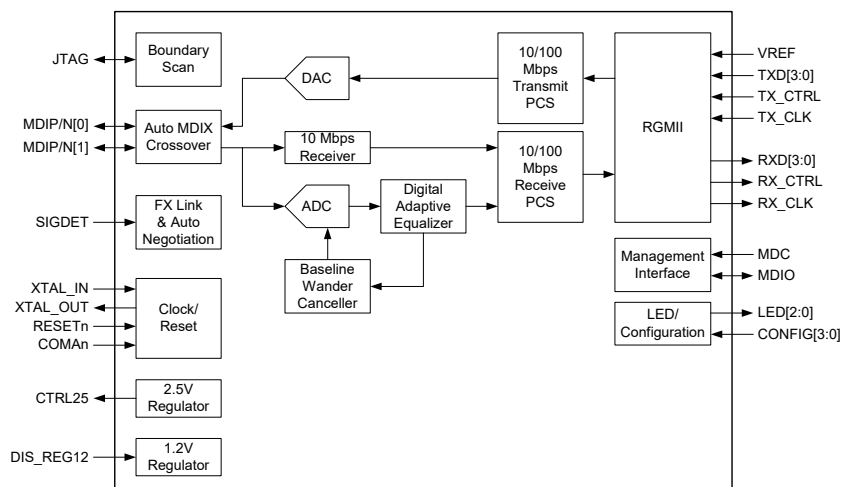 JTAG
Boundary
Scan
DAC
10/100
Mbps
Transmit
PCS
RGMII
VREF
TXD[3:0]
TX_CTRL
TX_CLK
MDIP/N[0]
MDIP/N[1]
Auto MDIX
Crossover
10 Mbps
Receiver
10/100
Mbps
Receive
PCS
RXD[3:0]
RX_CTRL
RX_CLK
SIGDET
FX Link
& Auto
Negotiation
ADC
Digital
Adaptive
Equalizer
Baseline
Wander
Canceller
Management
Interface
MDC
MDIO
XTAL_IN
XTAL_OUT
RESETn
COMAn
Clock/
Reset
LED/
Configuration
LED[2:0]
CONFIG[3:0]
CTRL25
2.5V
Regulator
DIS_REG12
1.2V
Regulator